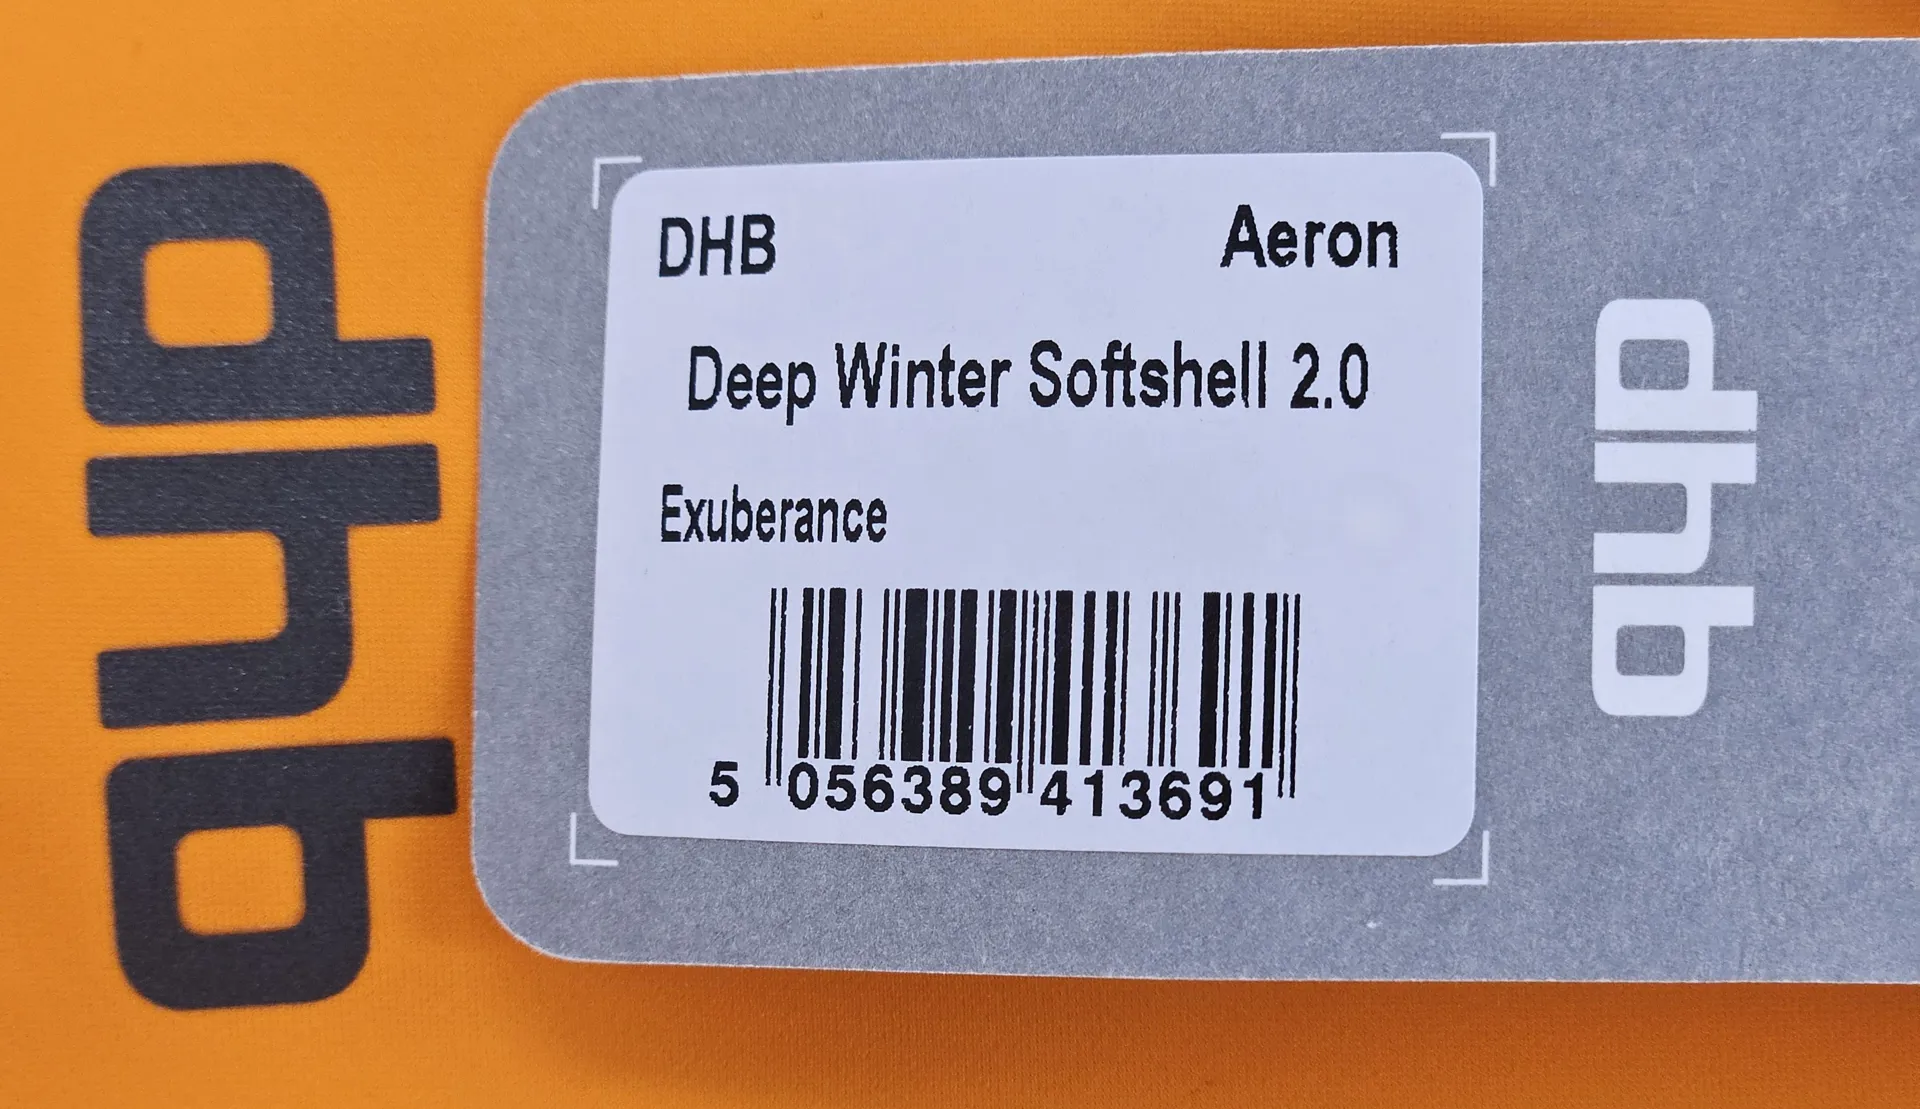 dhb
DHB Aeron
Deep Winter Softshell 2.0
Exuberance
5 056389 413691
dhb